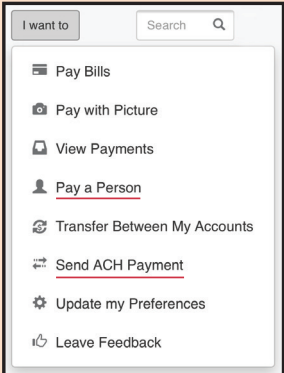 I want to
Search
Pay Bills
Pay with Picture
View Payments
Pay a Person
Transfer Between My Accounts
Send ACH Payment
Update my Preferences
Leave Feedback